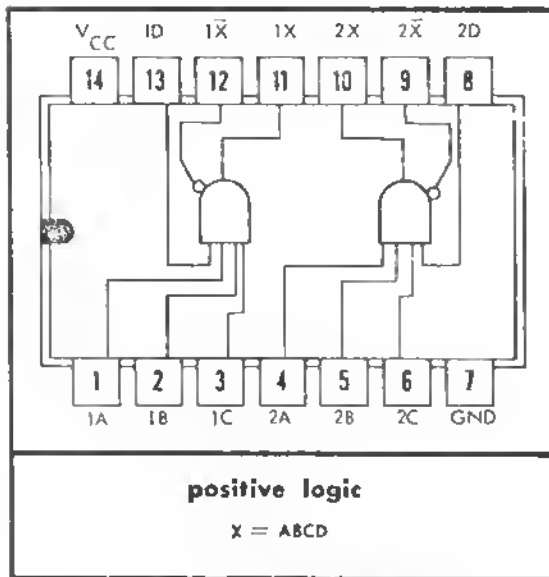 VCC 1D 1X̅ 1X 2X 2X̅ 2D
14 13 12 11 10 9 8
1 2 3 4 5 6 7
1A 1B 1C 2A 2B 2C GND
positive logic
X = ABCD